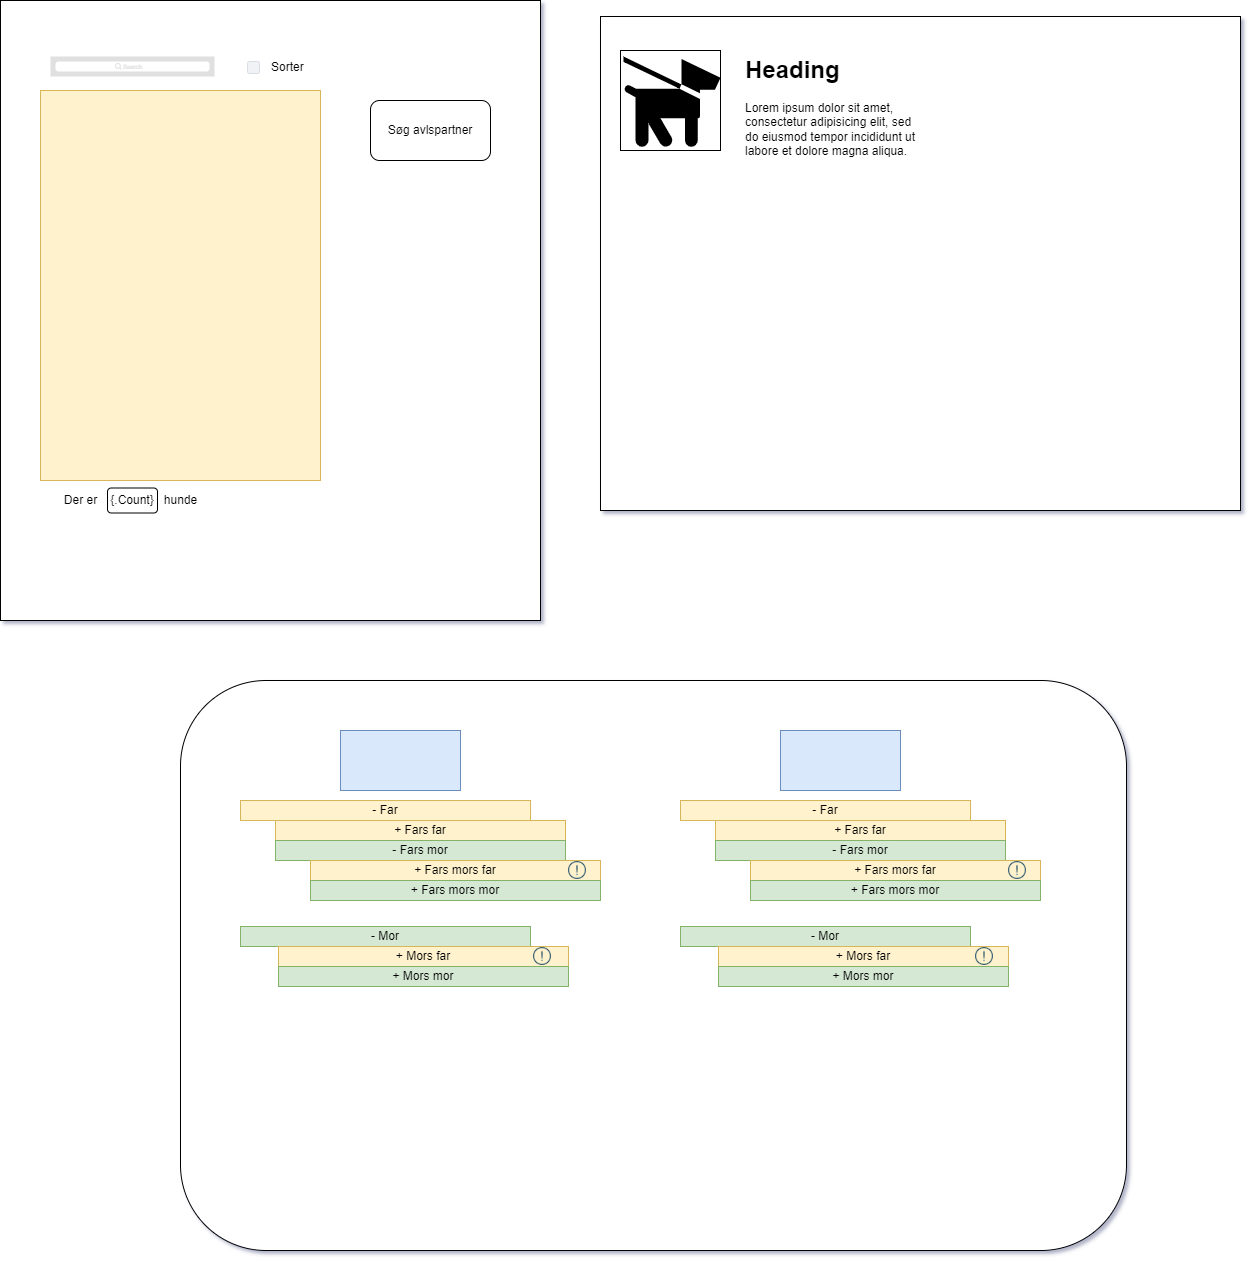 Search
Sorter
Søg avlspartner
Der er {.Count} hunde
Heading
Lorem ipsum dolor sit amet,
consectetur adipisicing elit, sed
do eiusmod tempor incididunt ut
labore et dolore magna aliqua.
- Far
+ Fars far
- Fars mor
+ Fars mors far
+ Fars mors mor
- Mor
+ Mors far
+ Mors mor
- Far
+ Fars far
- Fars mor
+ Fars mors far
+ Fars mors mor
- Mor
+ Mors far
+ Mors mor